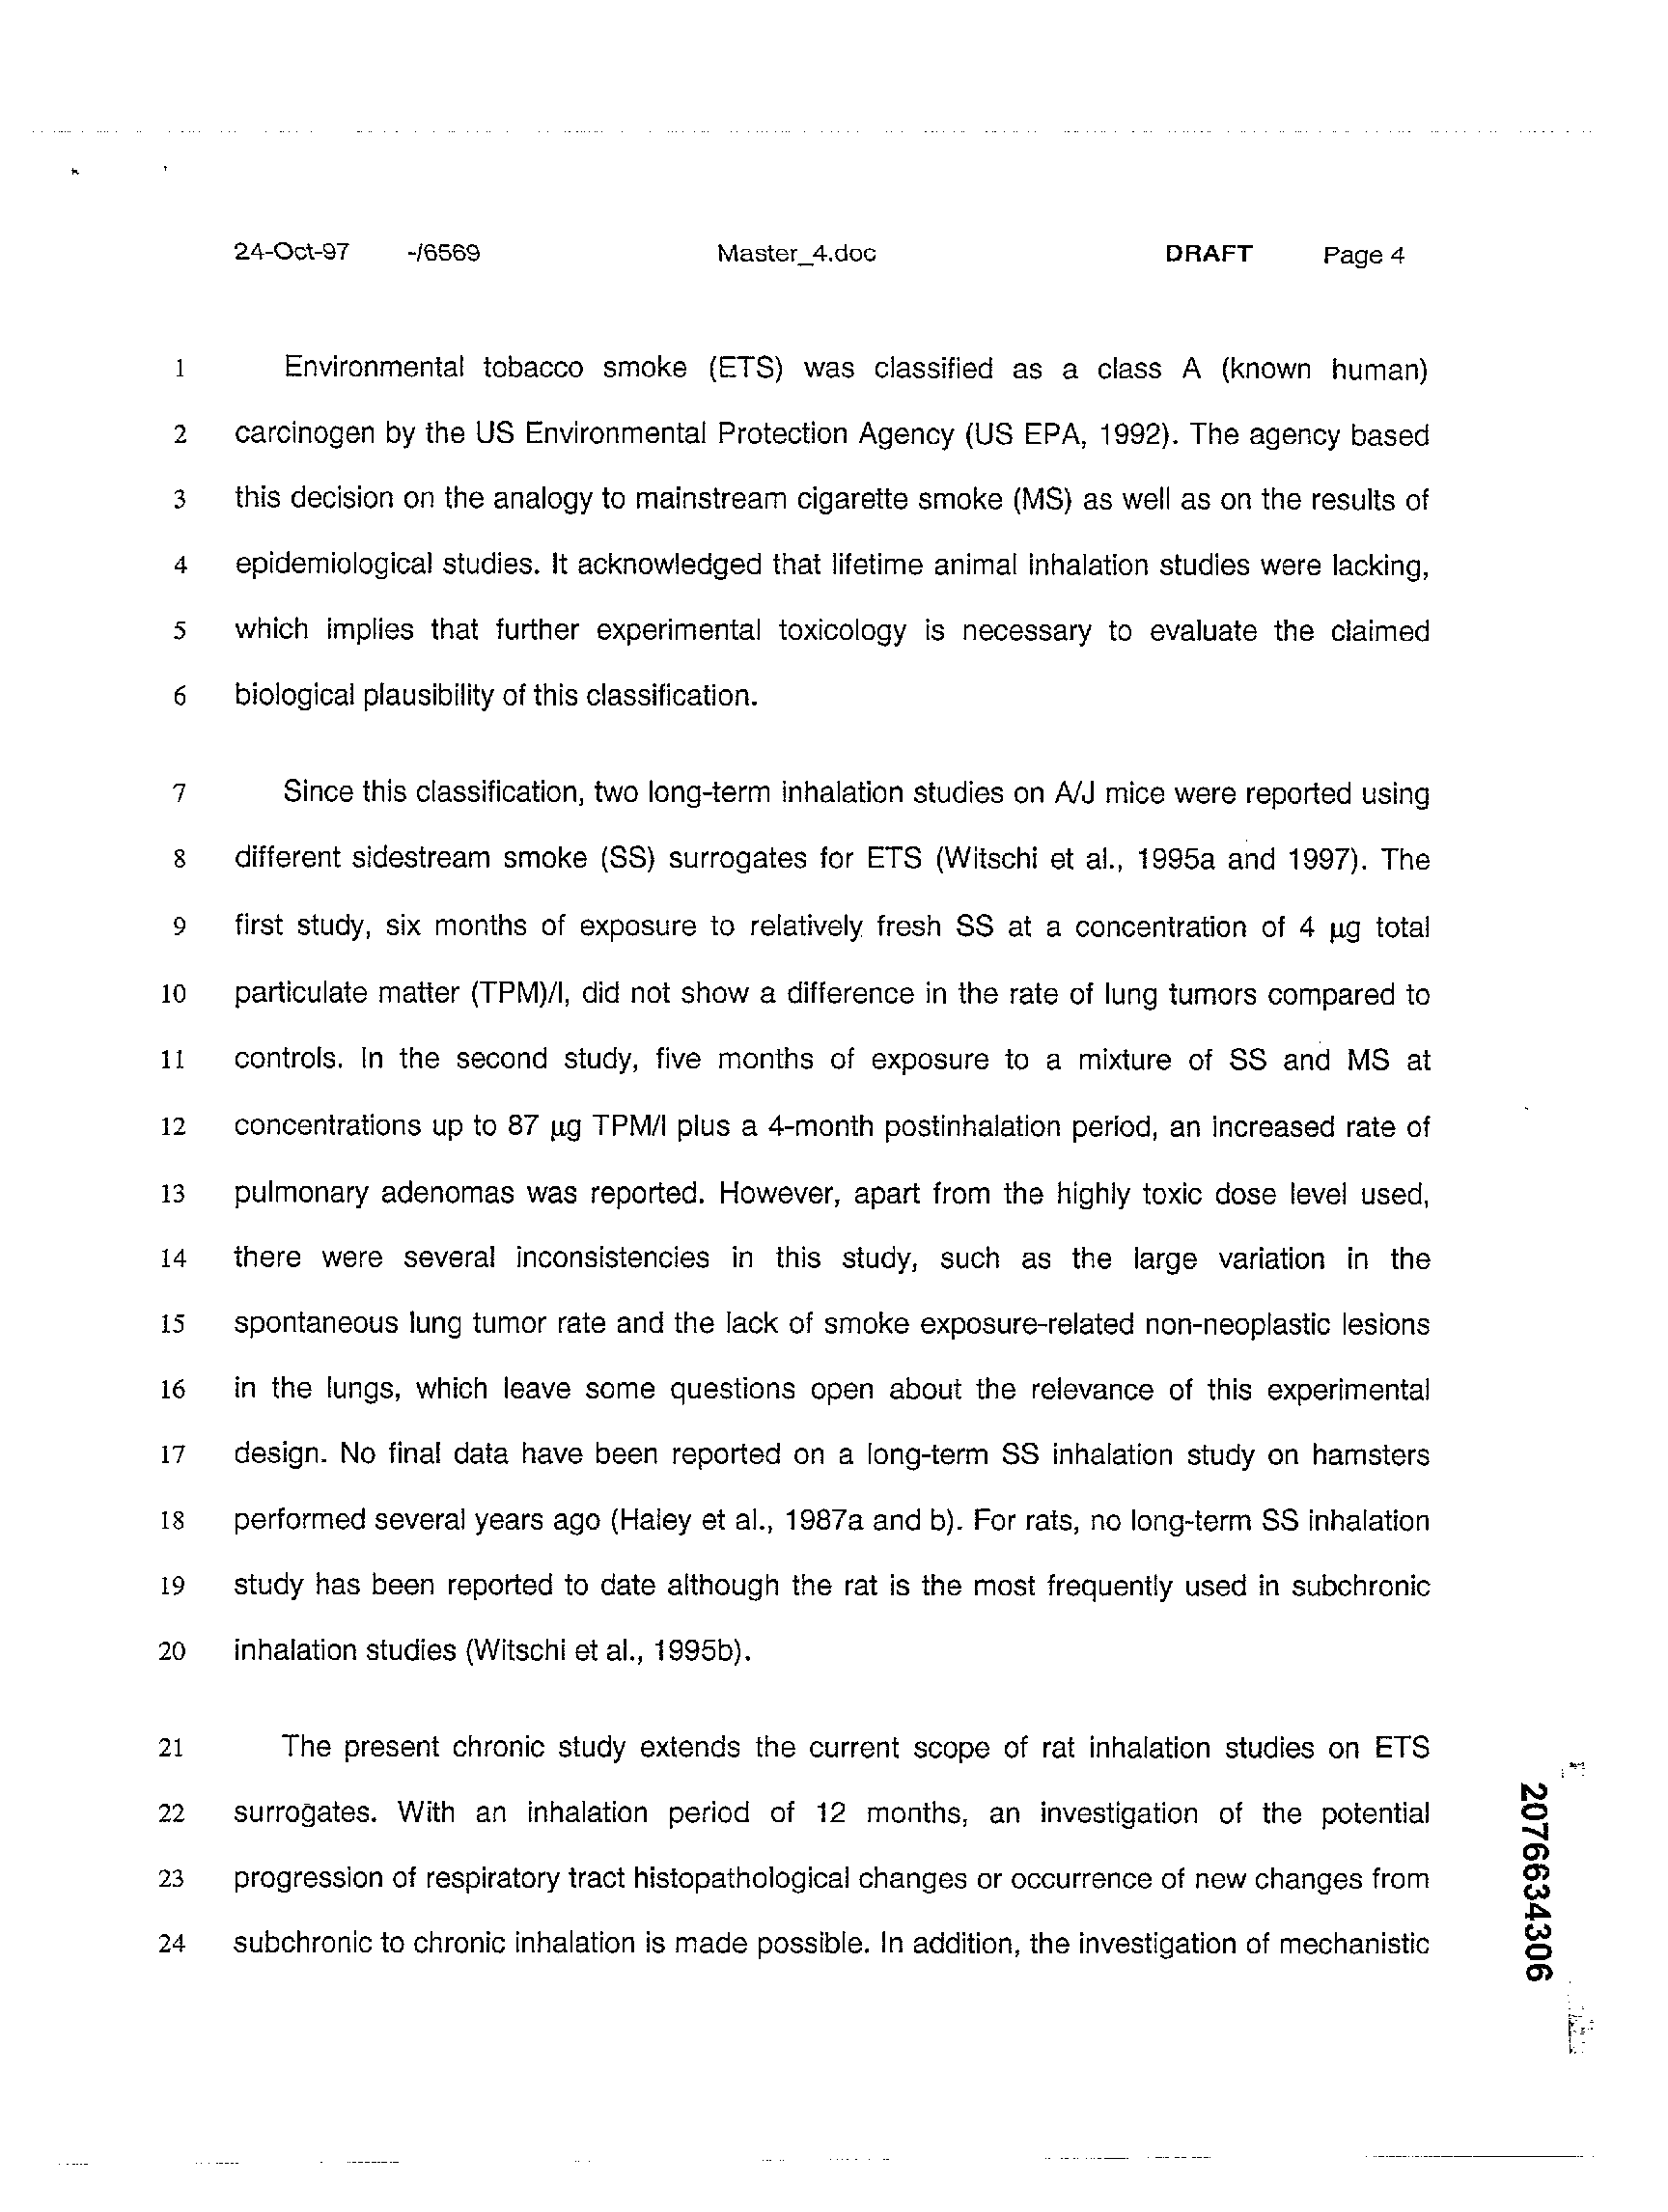 24-Oct-97 -/6569 Master_4.doc DRAFT Page 4
1 Environmental tobacco smoke (ETS) was classified as a class A (known human)
2 carcinogen by the US Environmental Protection Agency (US EPA, 1992). The agency based
3 this decision on the analogy to mainstream cigarette smoke (MS) as well as on the results of
4 epidemiological studies. It acknowledged that lifetime animal inhalation studies were lacking,
5 which implies that further experimental toxicology is necessary to evaluate the claimed
6 biological plausibility of this classification.
7 Since this classification, two long-term inhalation studies on A/J mice were reported using
8 different sidestream smoke (SS) surrogates for ETS (Witschi et al., 1995a and 1997). The
9 first study, six months of exposure to relatively fresh SS at a concentration of 4 µg total
10 particulate matter (TPM)/l, did not show a difference in the rate of lung tumors compared to
11 controls. In the second study, five months of exposure to a mixture of SS and MS at
12 concentrations up to 87 µg TPM/l plus a 4-month postinhalation period, an increased rate of
13 pulmonary adenomas was reported. However, apart from the highly toxic dose level used,
14 there were several inconsistencies in this study, such as the large variation in the
15 spontaneous lung tumor rate and the lack of smoke exposure-related non-neoplastic lesions
16 in the lungs, which leave some questions open about the relevance of this experimental
17 design. No final data have been reported on a long-term SS inhalation study on hamsters
18 performed several years ago (Haley et al., 1987a and b). For rats, no long-term SS inhalation
19 study has been reported to date although the rat is the most frequently used in subchronic
20 inhalation studies (Witschi et al., 1995b).
21 The present chronic study extends the current scope of rat inhalation studies on ETS
22 surrogates. With an inhalation period of 12 months, an investigation of the potential
23 progression of respiratory tract histopathological changes or occurrence of new changes from
24 subchronic to chronic inhalation is made possible. In addition, the investigation of mechanistic
2076634306